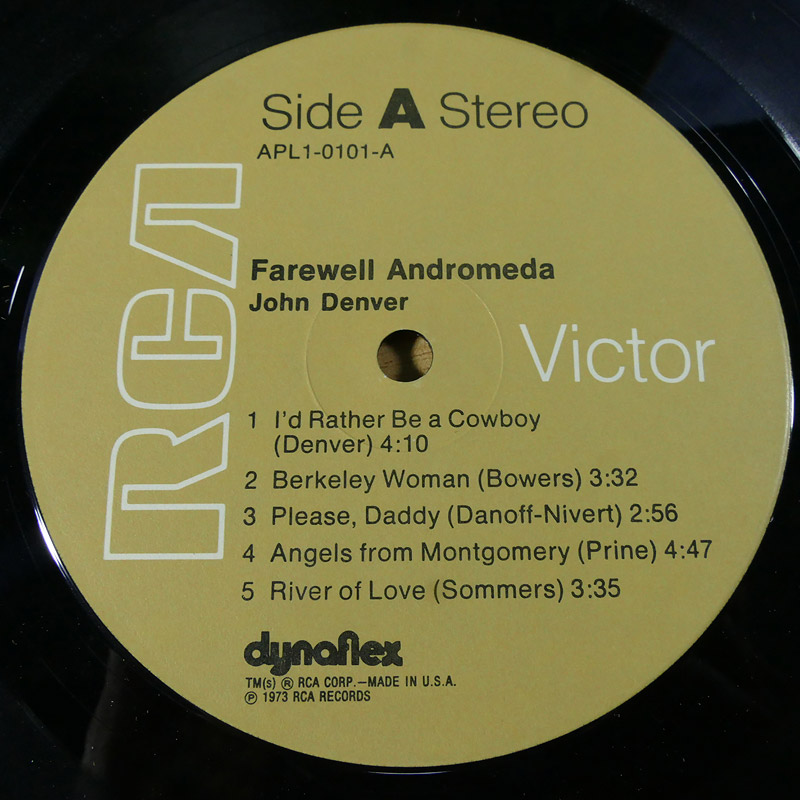 Side A Stereo
APL1-0101-A
RCA
Farewell Andromeda
John Denver
Victor
1 I'd Rather Be a Cowboy
(Denver) 4:10
2 Berkeley Woman (Bowers) 3:32
3 Please, Daddy (Danoff-Nivert) 2:56
4 Angels from Montgomery (Prine) 4:47
5 River of Love (Sommers) 3:35
dynaflex
TM(s) ® RCA CORP.—MADE IN U.S.A.
℗ 1973 RCA RECORDS